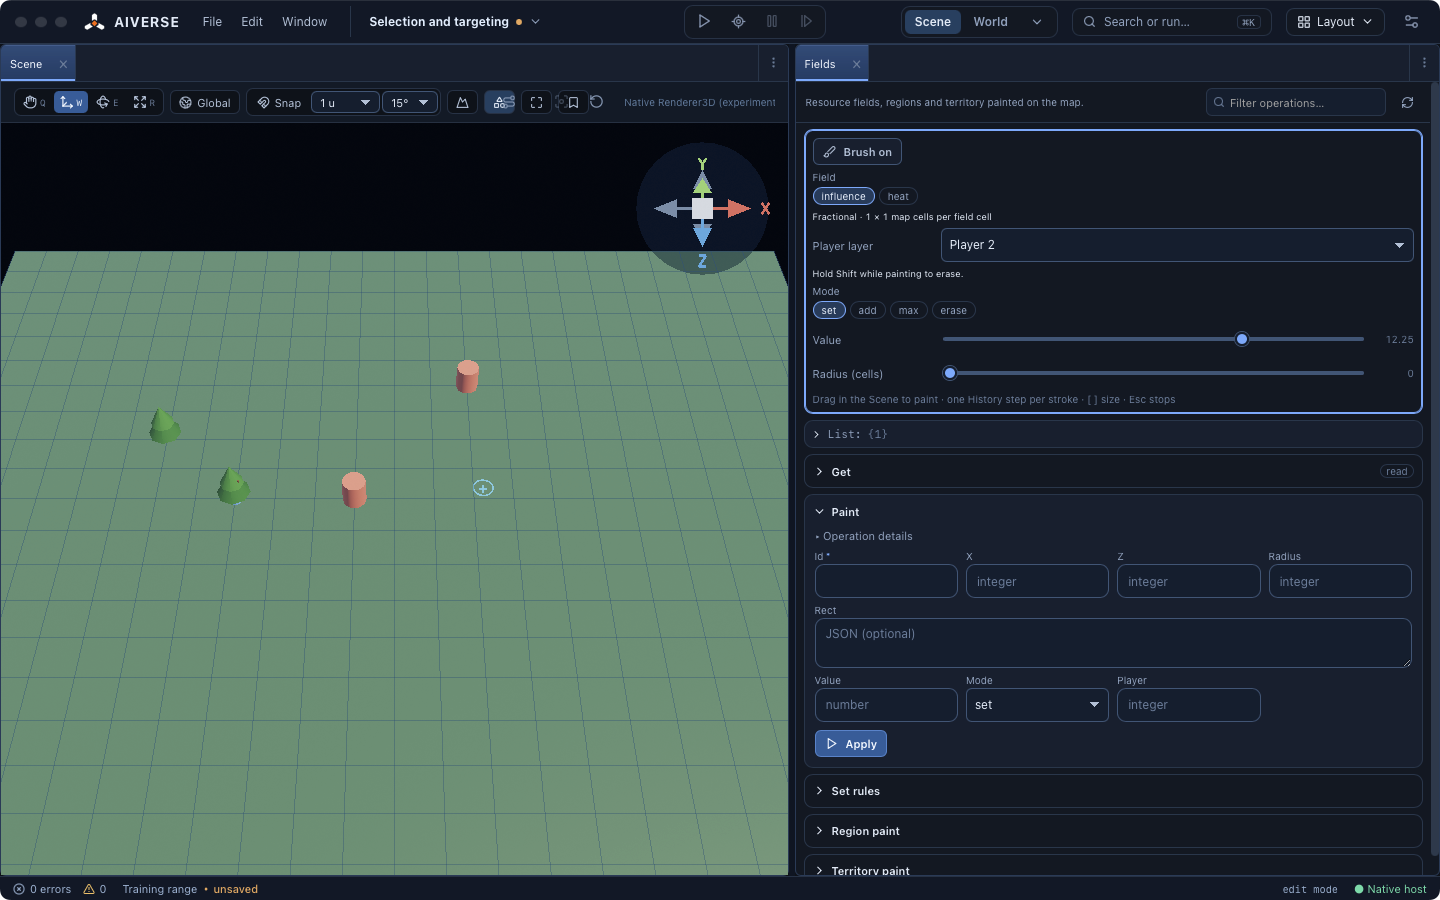 AIVERSE File Edit Window Selection and targeting Scene World Search or run... ⌘K Layout
Scene
Q W E R Global Snap 1 u 15° Native Renderer3D (experiment
Y
X
Z
Fields
Resource fields, regions and territory painted on the map. Filter operations...
Brush on
Field
influence heat
Fractional · 1 × 1 map cells per field cell
Player layer Player 2
Hold Shift while painting to erase.
Mode
set add max erase
Value 12.25
Radius (cells) 0
Drag in the Scene to paint · one History step per stroke · [ ] size · Esc stops
List: {1}
Get read
Paint
Operation details
Id * X Z Radius
integer integer integer
Rect
JSON (optional)
Value Mode Player
number set integer
Apply
Set rules
Region paint
Territory paint
0 errors 0 Training range • unsaved edit mode Native host